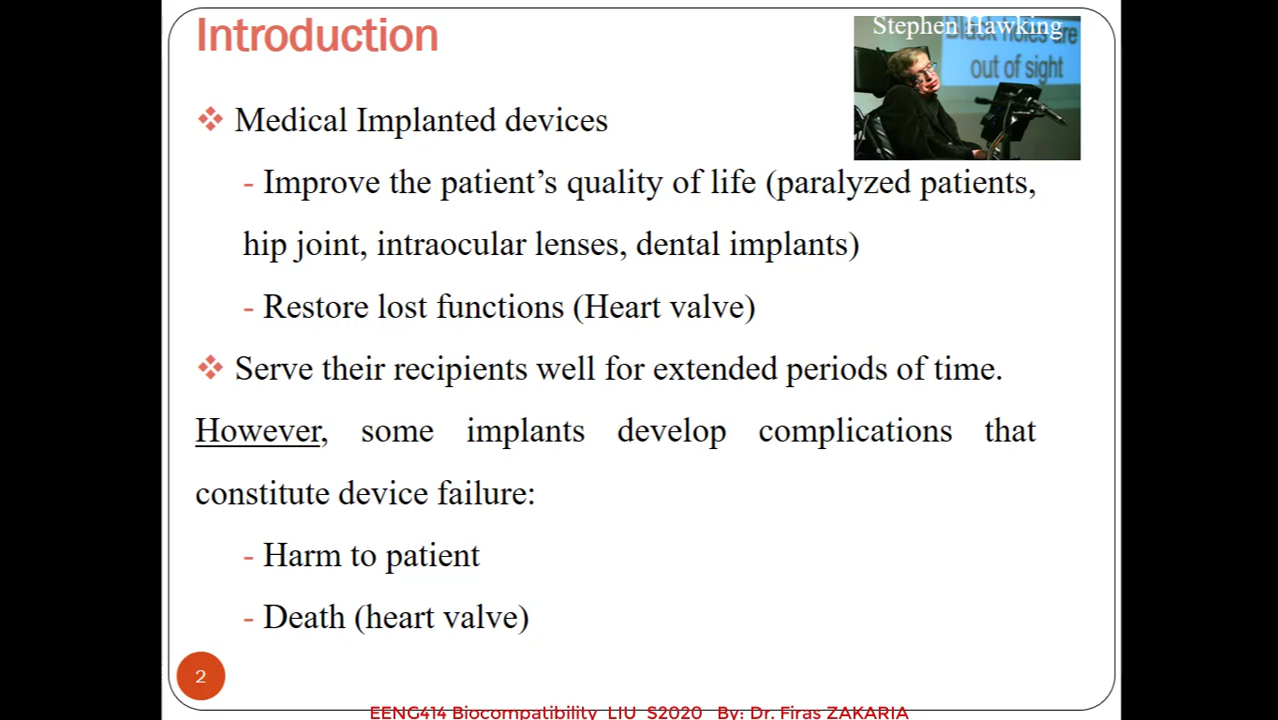 Introduction
Stephen Hawking
Black holes are
out of sight
❖ Medical Implanted devices
- Improve the patient’s quality of life (paralyzed patients,
hip joint, intraocular lenses, dental implants)
- Restore lost functions (Heart valve)
❖ Serve their recipients well for extended periods of time.
However, some implants develop complications that
constitute device failure:
- Harm to patient
- Death (heart valve)
2
EENG414 Biocompatibility LIU S2020 By: Dr. Firas ZAKARIA